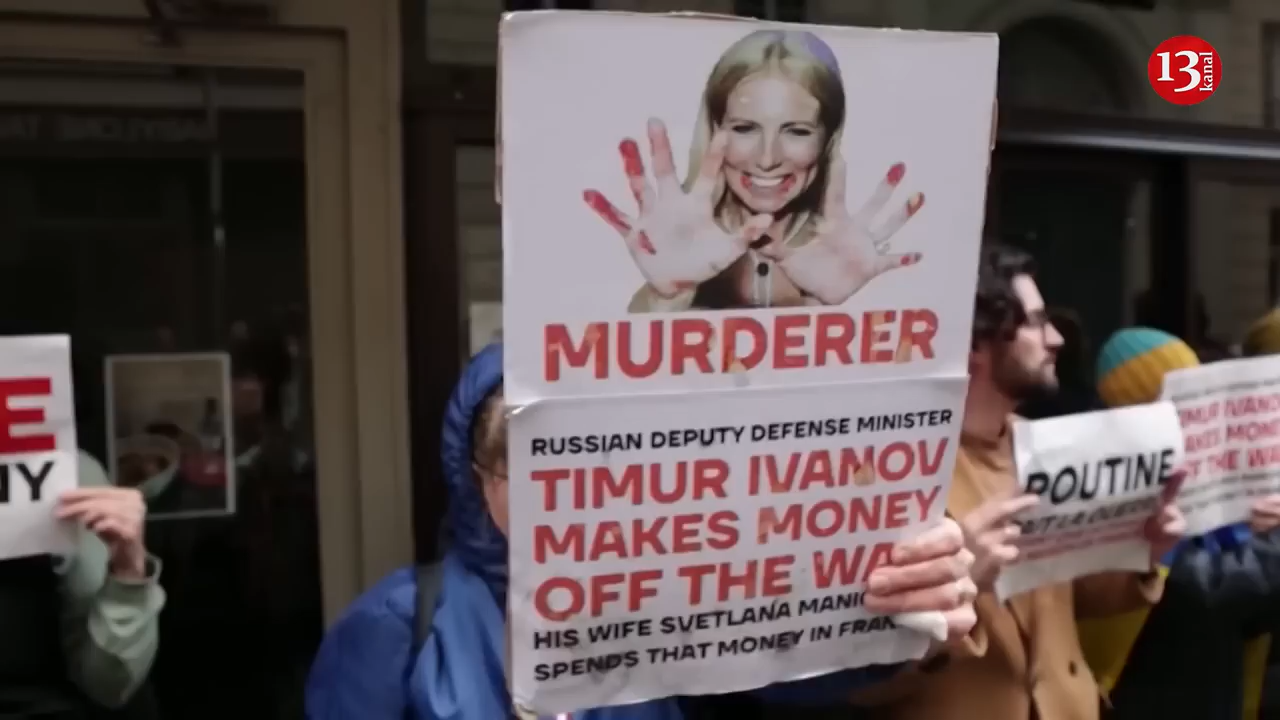 13
kanal
MURDERER
RUSSIAN DEPUTY DEFENSE MINISTER
TIMUR IVANOV
MAKES MONEY
OFF THE WA
HIS WIFE SVETLANA MANI
SPENDS THAT MONEY IN FRAN
E
NY
POUTINE